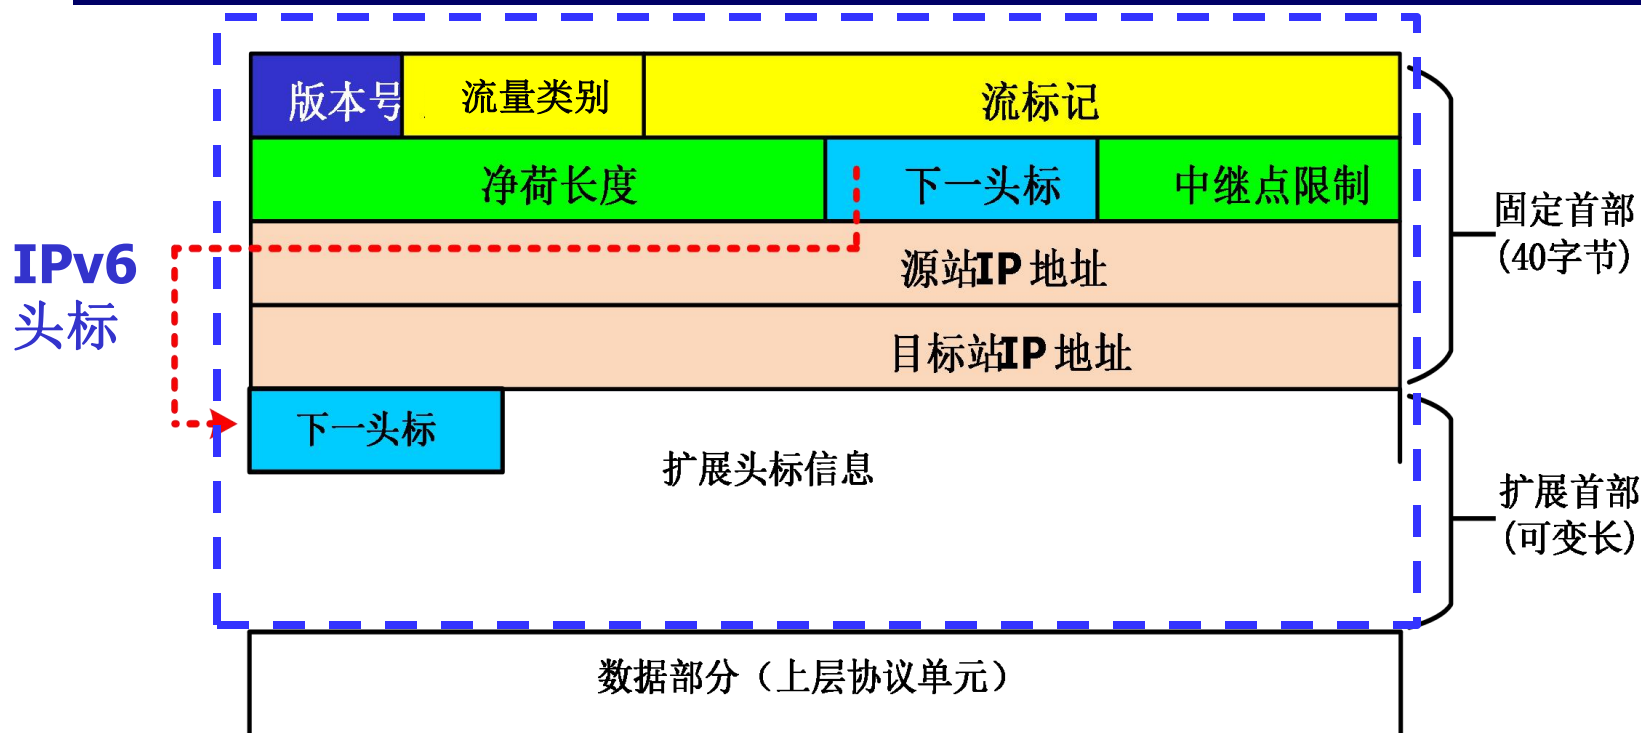 版本号
流量类别
流标记
净荷长度
下一头标
中继点限制
固定首部
(40字节)
IPv6
头标
源站IP 地址
目标站IP 地址
下一头标
扩展头标信息
扩展首部
(可变长)
数据部分（上层协议单元）